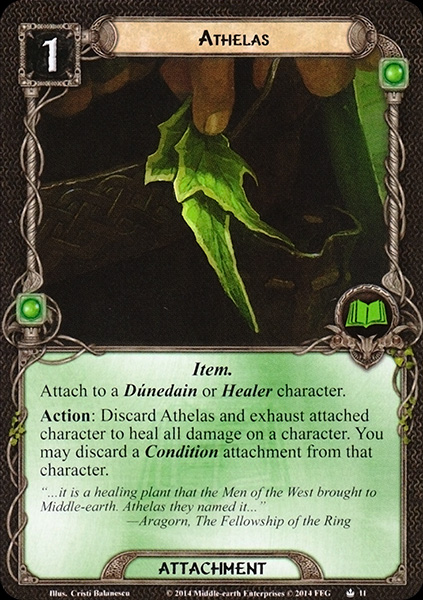 1
ATHELAS
Item.
Attach to a Dúnedain or Healer character.
Action: Discard Athelas and exhaust attached
character to heal all damage on a character. You
may discard a Condition attachment from that
character.
“...it is a healing plant that the Men of the West brought to
Middle-earth. Athelas they named it...”
—Aragorn, The Fellowship of the Ring
ATTACHMENT
Illus. Cristi Balanescu
© 2014 Middle-earth Enterprises © 2014 FFG
11